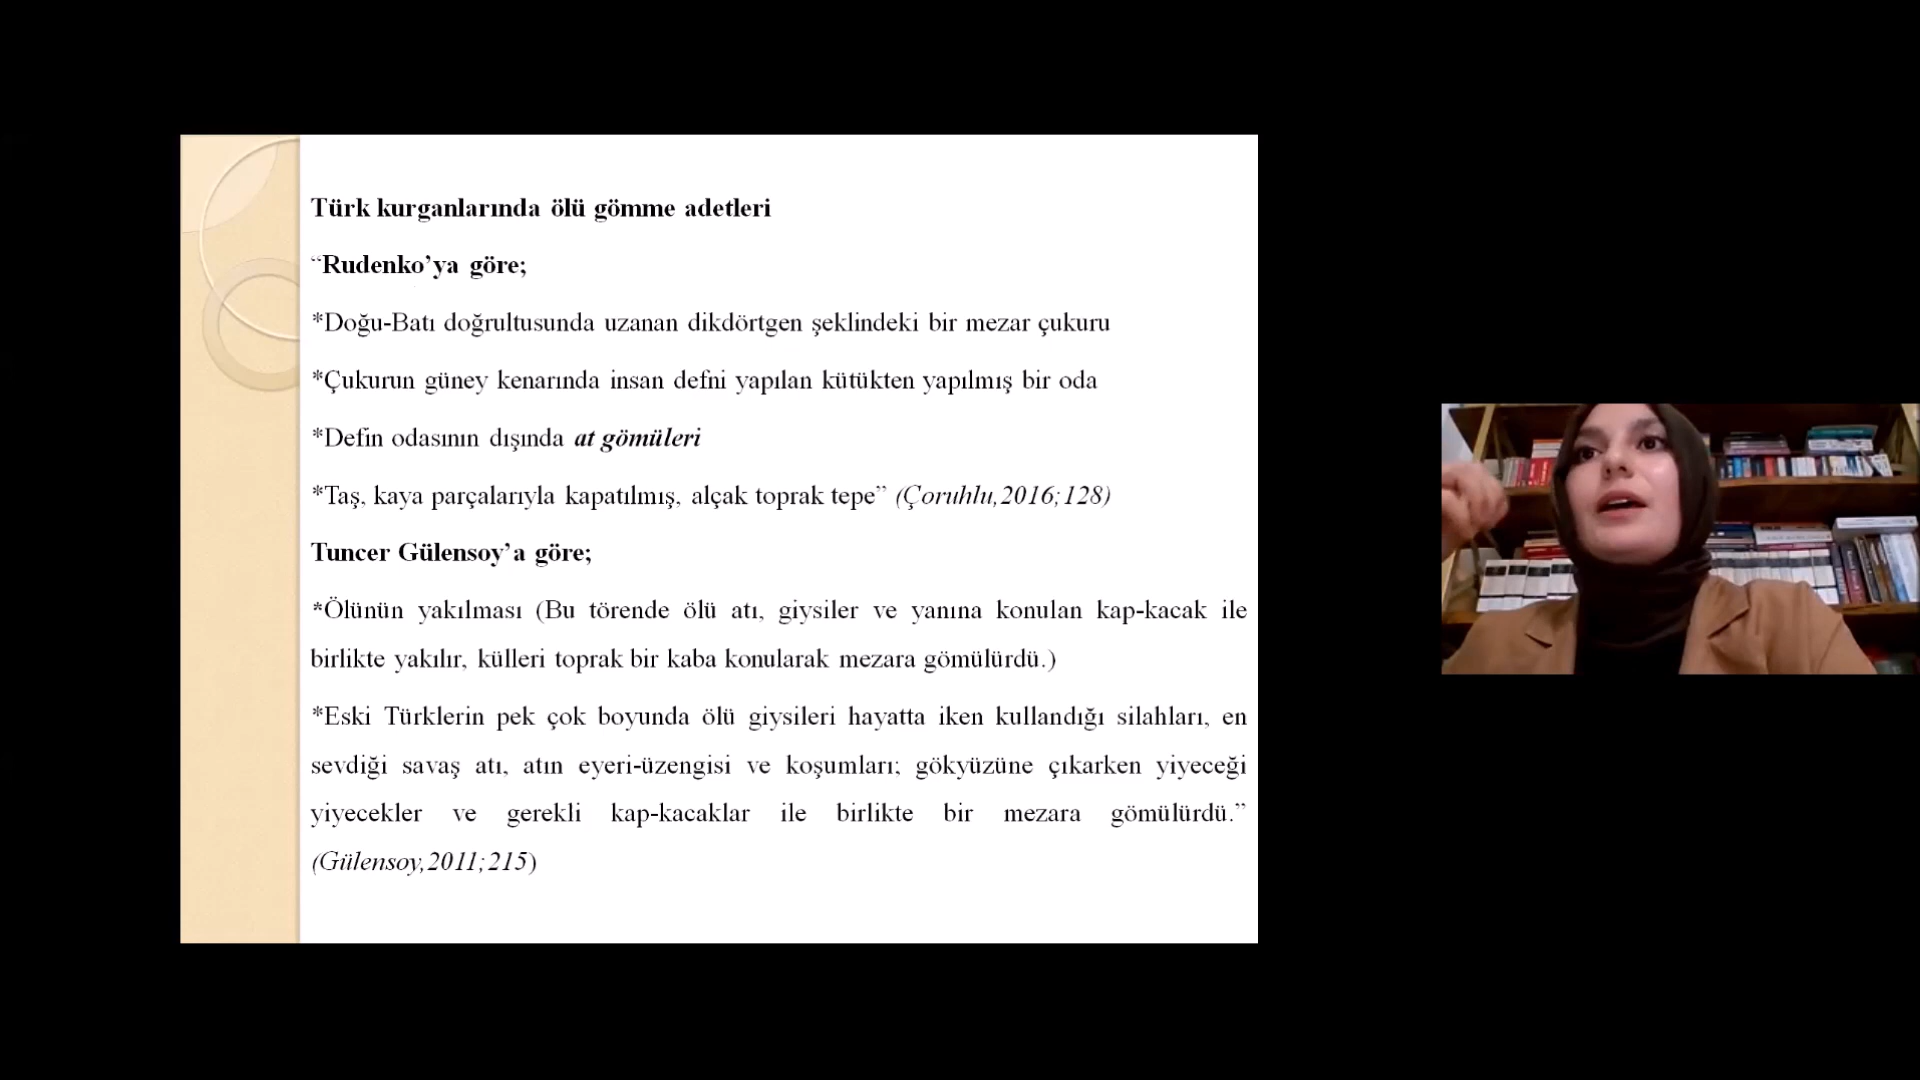 Türk kurganlarında ölü gömme adetleri
“Rudenko’ya göre;
*Doğu-Batı doğrultusunda uzanan dikdörtgen şeklindeki bir mezar çukuru
*Çukurun güney kenarında insan defni yapılan kütükten yapılmış bir oda
*Defin odasının dışında at gömüleri
*Taş, kaya parçalarıyla kapatılmış, alçak toprak tepe” (Çoruhlu,2016;128)
Tuncer Gülensoy’a göre;
*Ölünün yakılması (Bu törende ölü atı, giysiler ve yanına konulan kap-kacak ile
birlikte yakılır, külleri toprak bir kaba konularak mezara gömülürdü.)
*Eski Türklerin pek çok boyunda ölü giysileri hayatta iken kullandığı silahları, en
sevdiği savaş atı, atın eyeri-üzengisi ve koşumları; gökyüzüne çıkarken yiyeceği
yiyecekler ve gerekli kap-kacaklar ile birlikte bir mezara gömülürdü.”
(Gülensoy,2011;215)